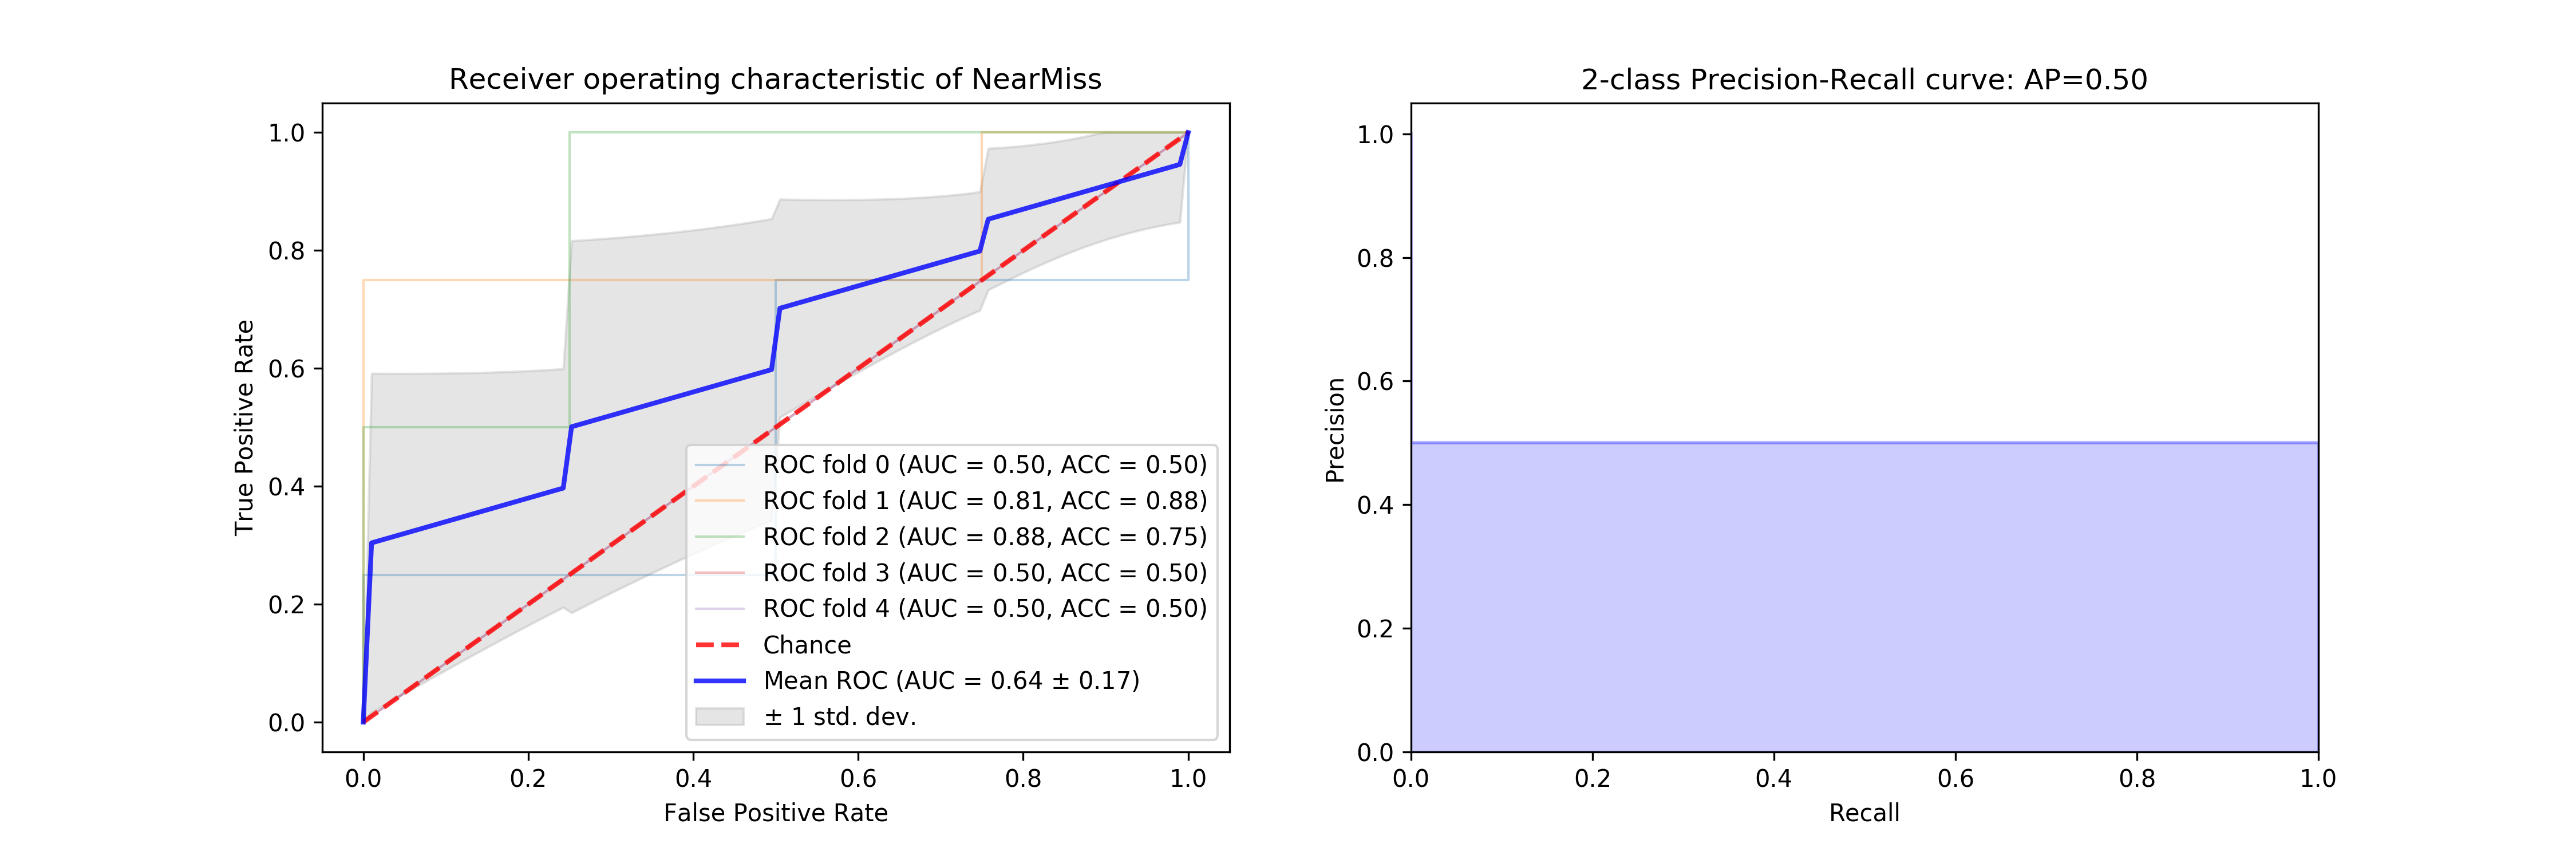 Receiver operating characteristic of NearMiss
True Positive Rate
1.0
0.8
0.6
0.4
0.2
0.0
ROC fold 0 (AUC = 0.50, ACC = 0.50)
ROC fold 1 (AUC = 0.81, ACC = 0.88)
ROC fold 2 (AUC = 0.88, ACC = 0.75)
ROC fold 3 (AUC = 0.50, ACC = 0.50)
ROC fold 4 (AUC = 0.50, ACC = 0.50)
Chance
Mean ROC (AUC = 0.64 ± 0.17)
± 1 std. dev.
0.0 0.2 0.4 0.6 0.8 1.0
False Positive Rate
2-class Precision-Recall curve: AP=0.50
Precision
1.0
0.8
0.6
0.4
0.2
0.0
0.0 0.2 0.4 0.6 0.8 1.0
Recall